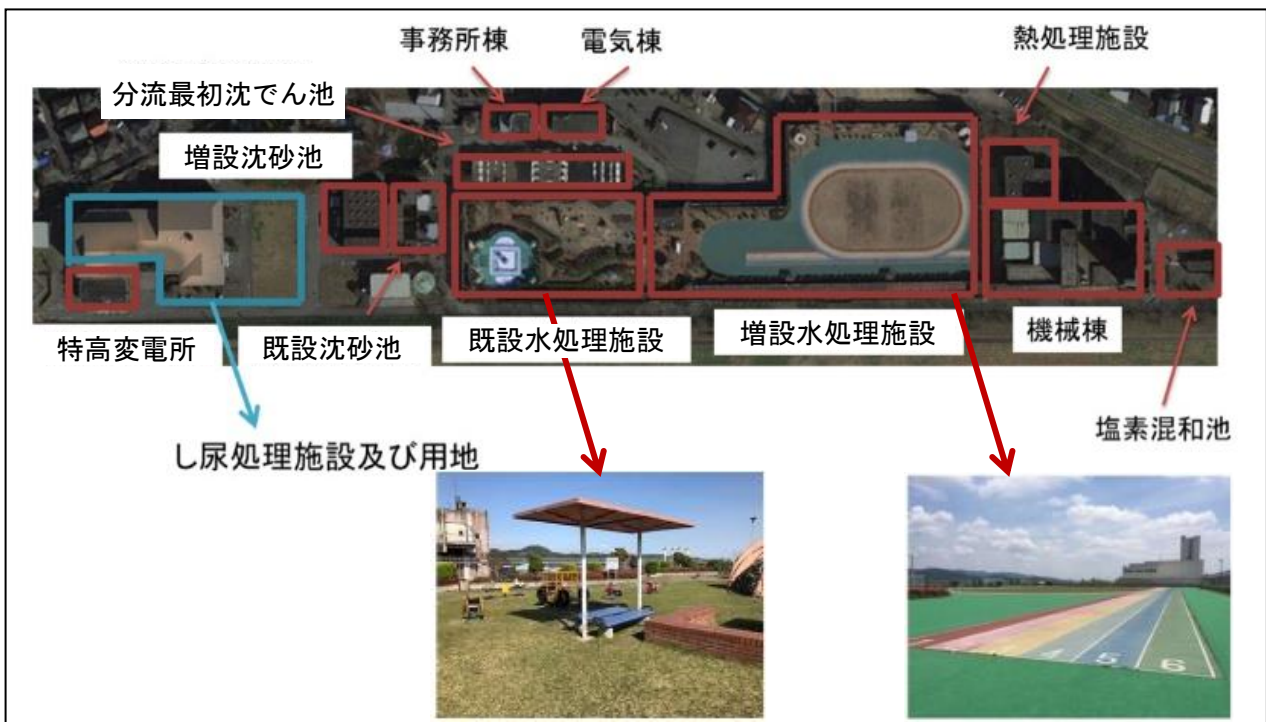 事務所棟
電気棟
熱処理施設
分流最初沈でん池
増設沈砂池
特高変電所
既設沈砂池
既設水処理施設
増設水処理施設
機械棟
塩素混和池
し尿処理施設及び用地
4
5
6